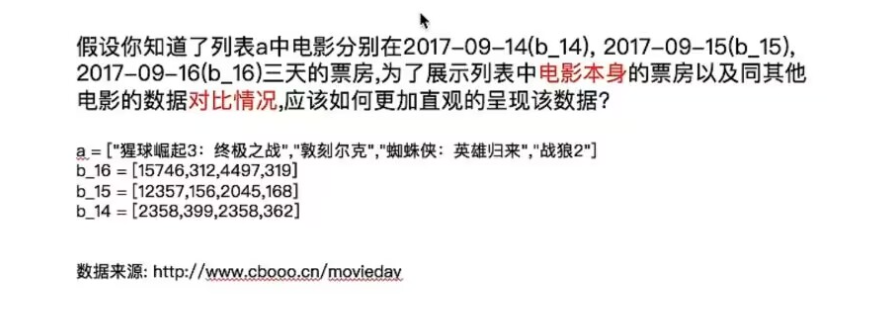 假设你知道了列表a中电影分别在2017-09-14(b_14), 2017-09-15(b_15),
2017-09-16(b_16)三天的票房,为了展示列表中电影本身的票房以及同其他
电影的数据对比情况,应该如何更加直观的呈现该数据?
a = ["猩球崛起3：终极之战","敦刻尔克","蜘蛛侠：英雄归来","战狼2"]
b_16 = [15746,312,4497,319]
b_15 = [12357,156,2045,168]
b_14 = [2358,399,2358,362]
数据来源: http://www.cbooo.cn/movieday